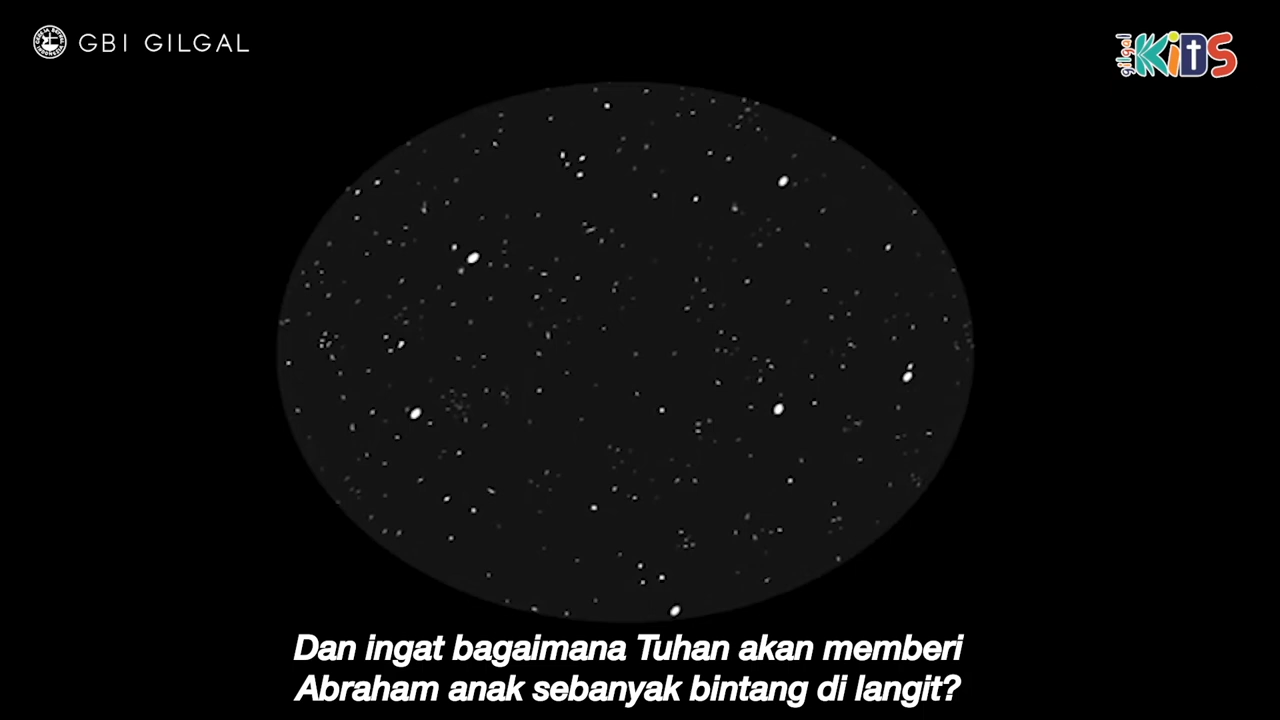 GBI GILGAL
gilgal KiDS
Dan ingat bagaimana Tuhan akan memberi
Abraham anak sebanyak bintang di langit?